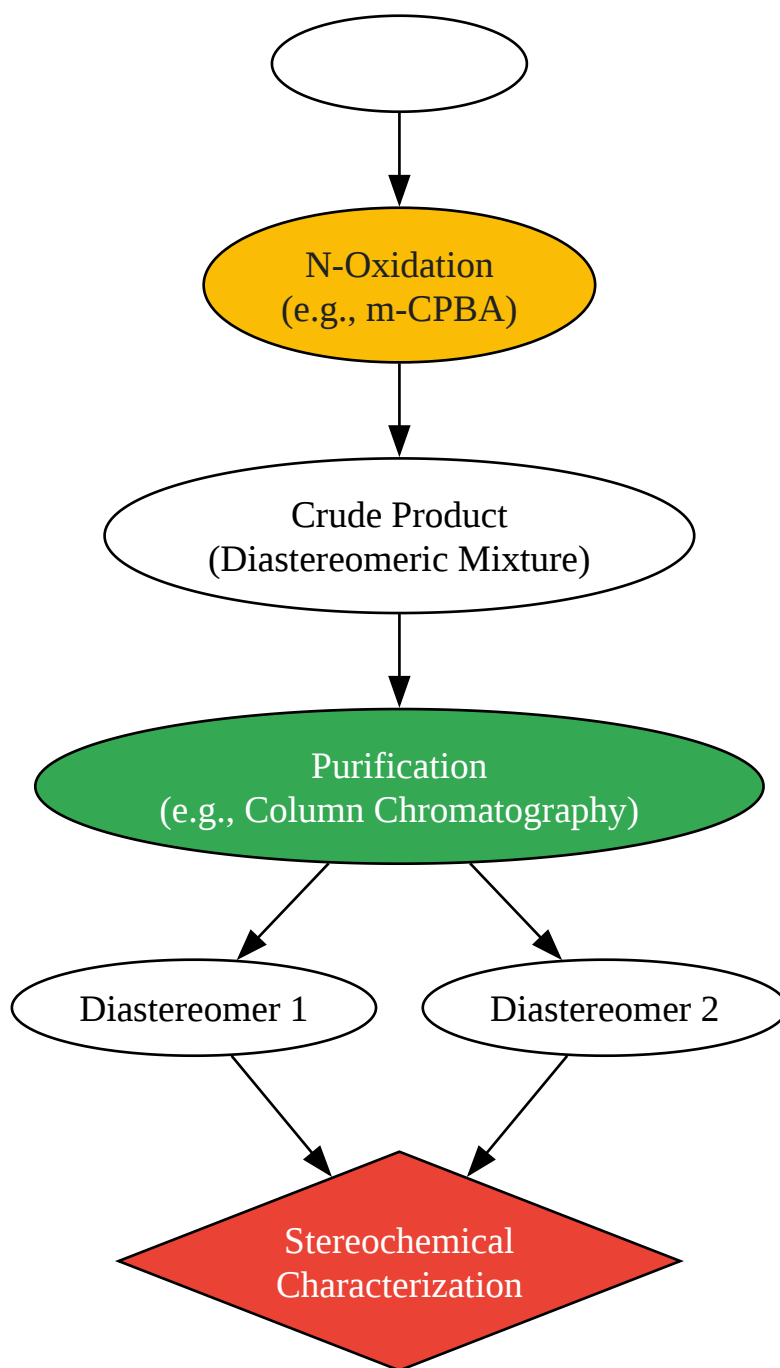 N-Oxidation
(e.g., m-CPBA)
Crude Product
(Diastereomeric Mixture)
Purification
(e.g., Column Chromatography)
Diastereomer 1
Diastereomer 2
Stereochemical
Characterization